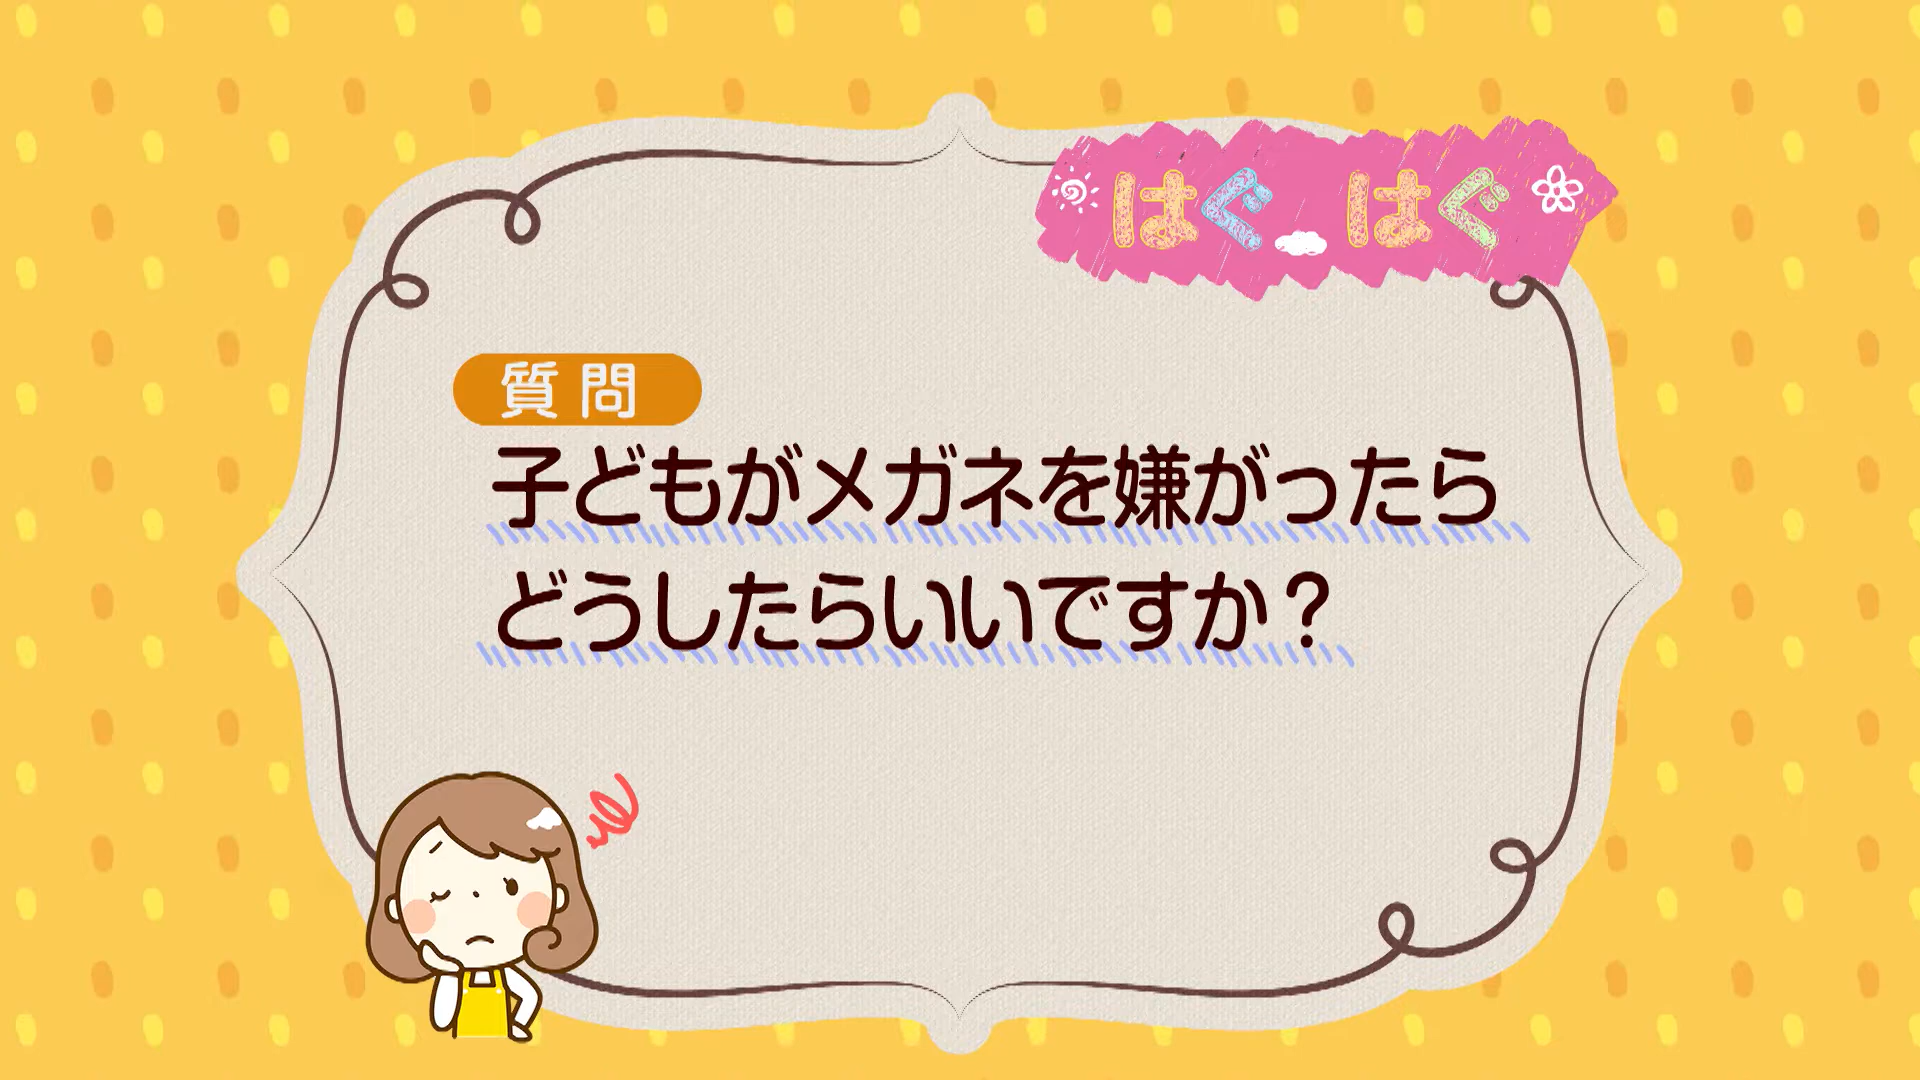 はぐはぐ
質問
子どもがメガネを嫌がったら
どうしたらいいですか？